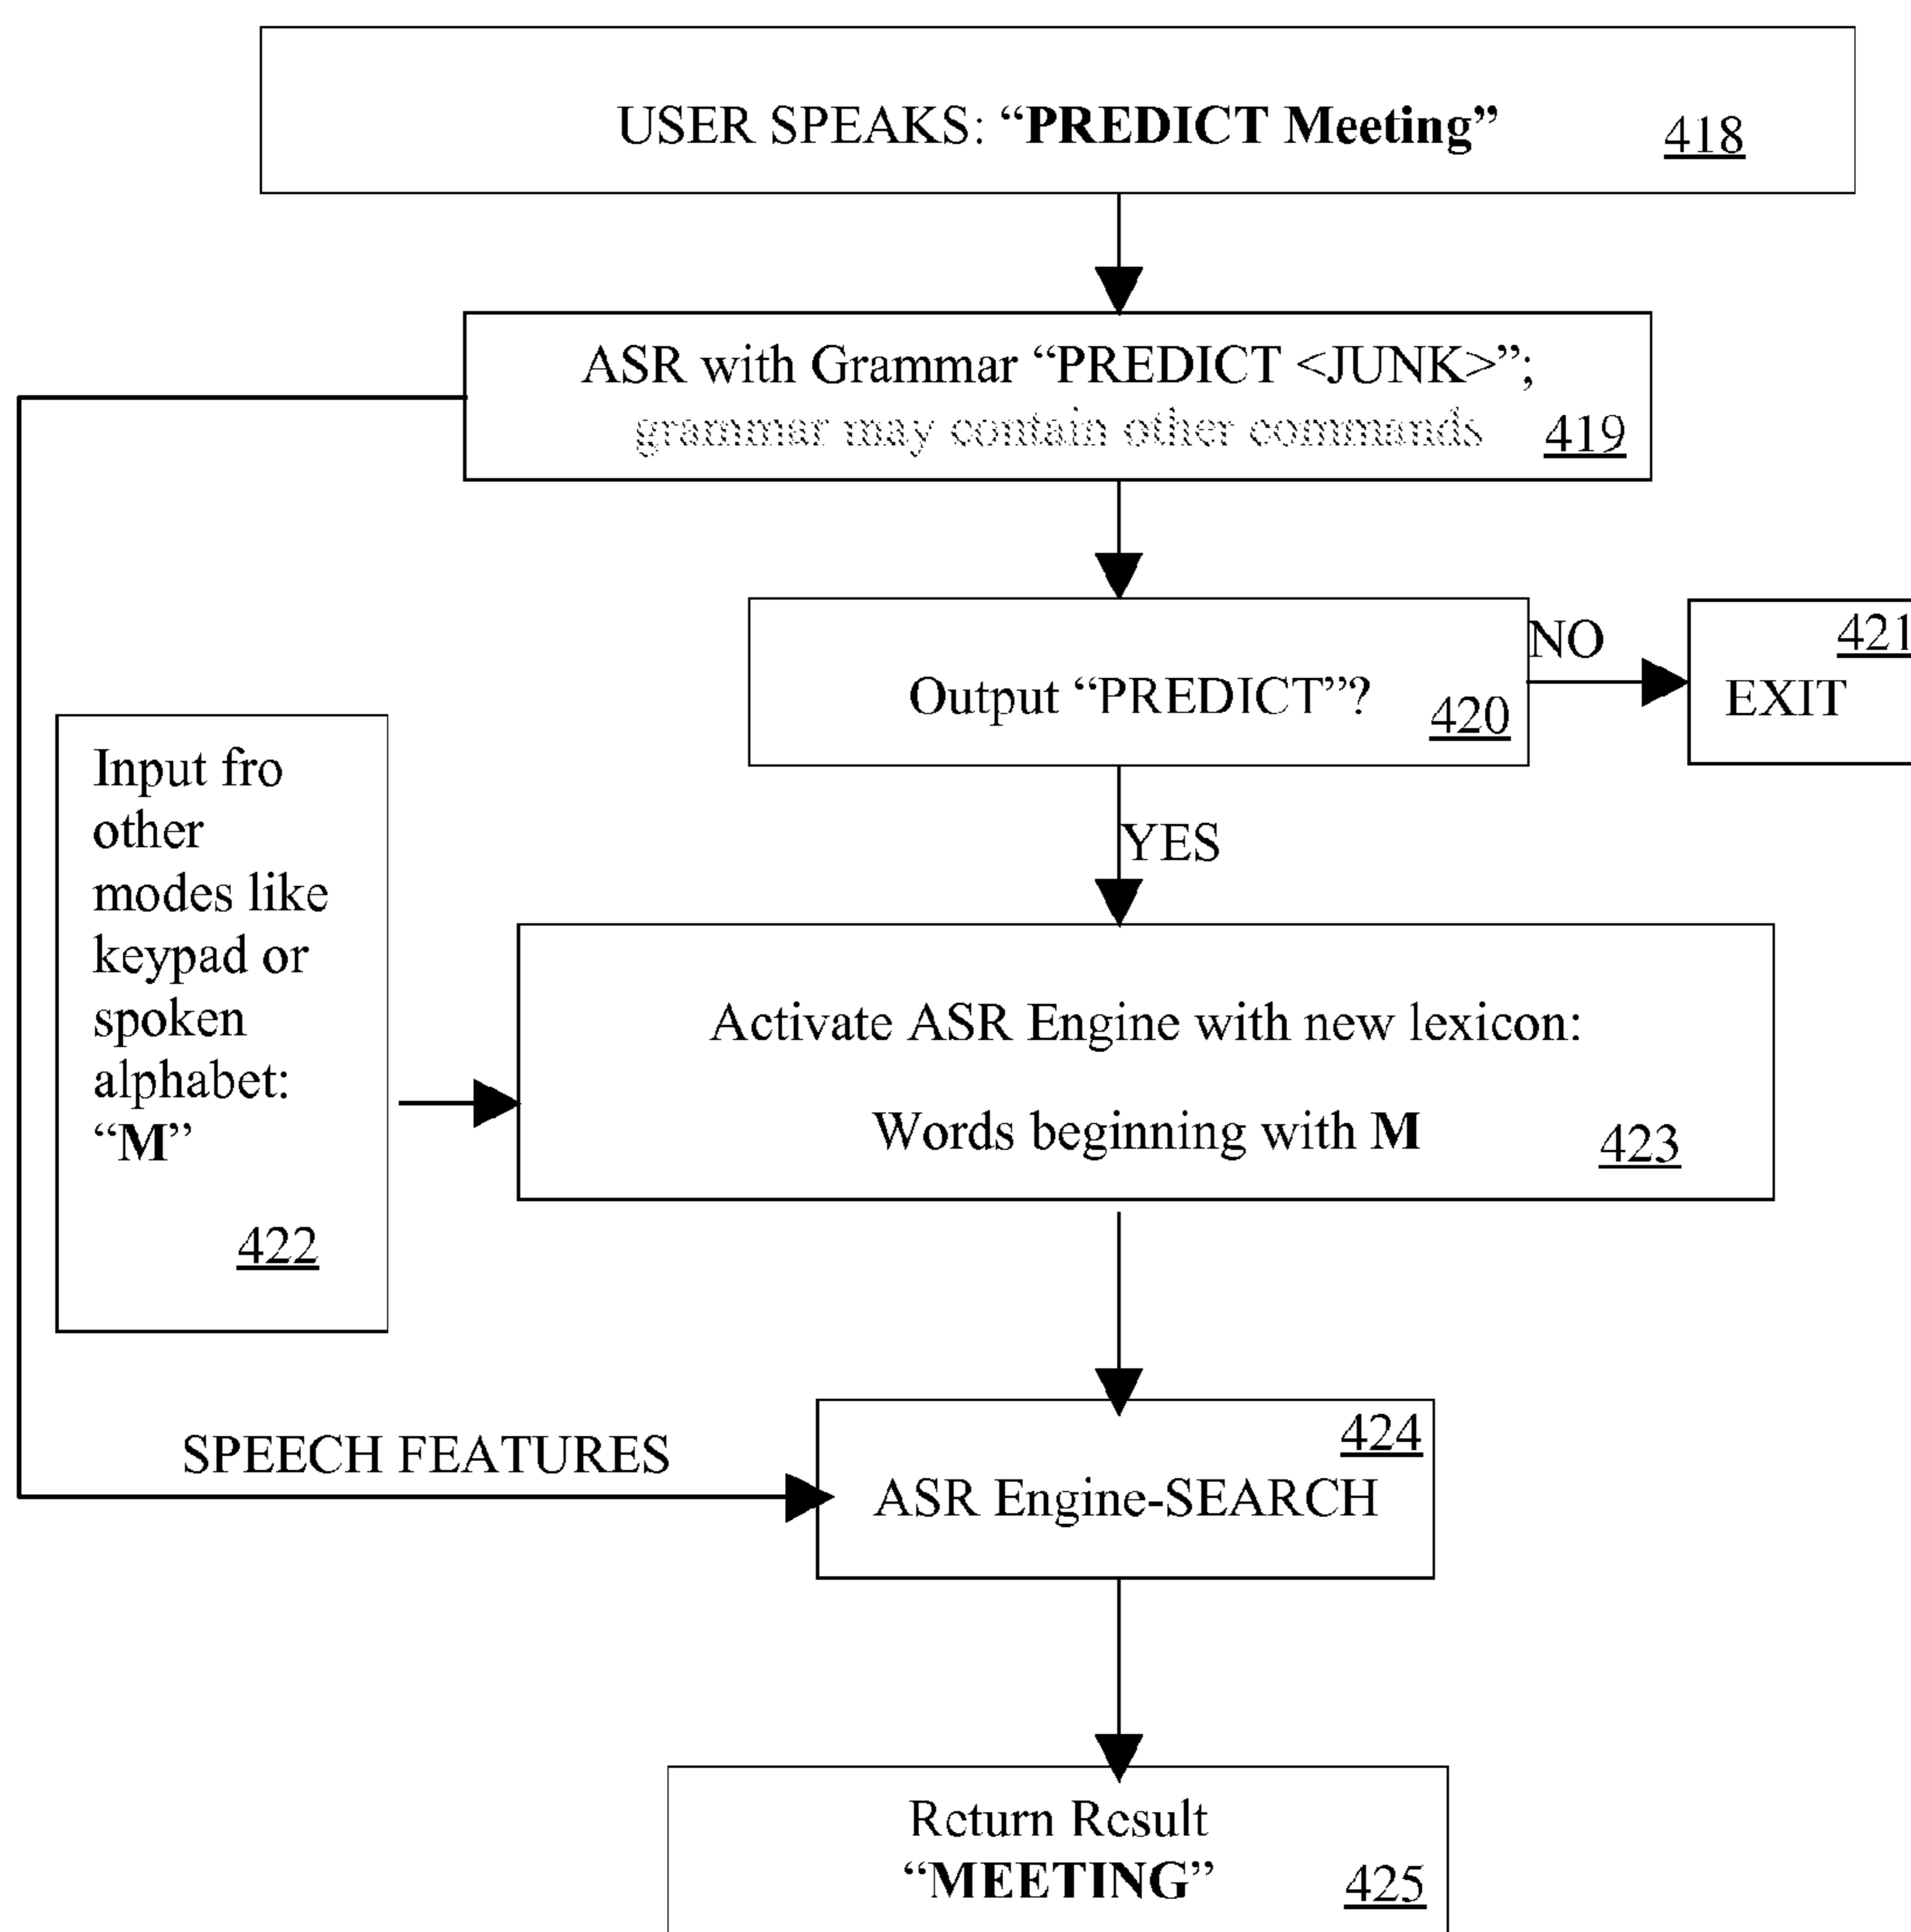 USER SPEAKS: “PREDICT Meeting”
418
ASR with Grammar “PREDICT <JUNK>”;
grammar may contain other commands
419
Output “PREDICT”?
420
NO
421
EXIT
YES
Input fro
other
modes like
keypad or
spoken
alphabet:
“M”
422
Activate ASR Engine with new lexicon:
Words beginning with M
423
SPEECH FEATURES
424
ASR Engine-SEARCH
Return Result
“MEETING”
425